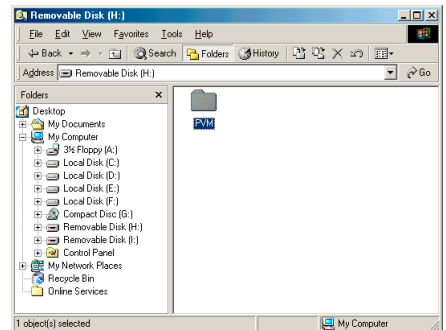 Removable Disk (H:)
File Edit View Favorites Tools Help
Back Search Folders History
Address Removable Disk (H:) Go
Folders
Desktop
My Documents
My Computer
3½ Floppy (A:)
Local Disk (C:)
Local Disk (D:)
Local Disk (E:)
Local Disk (F:)
Compact Disc (G:)
Removable Disk (H:)
Removable Disk (I:)
Control Panel
My Network Places
Recycle Bin
Online Services
PVM
1 object(s) selected My Computer